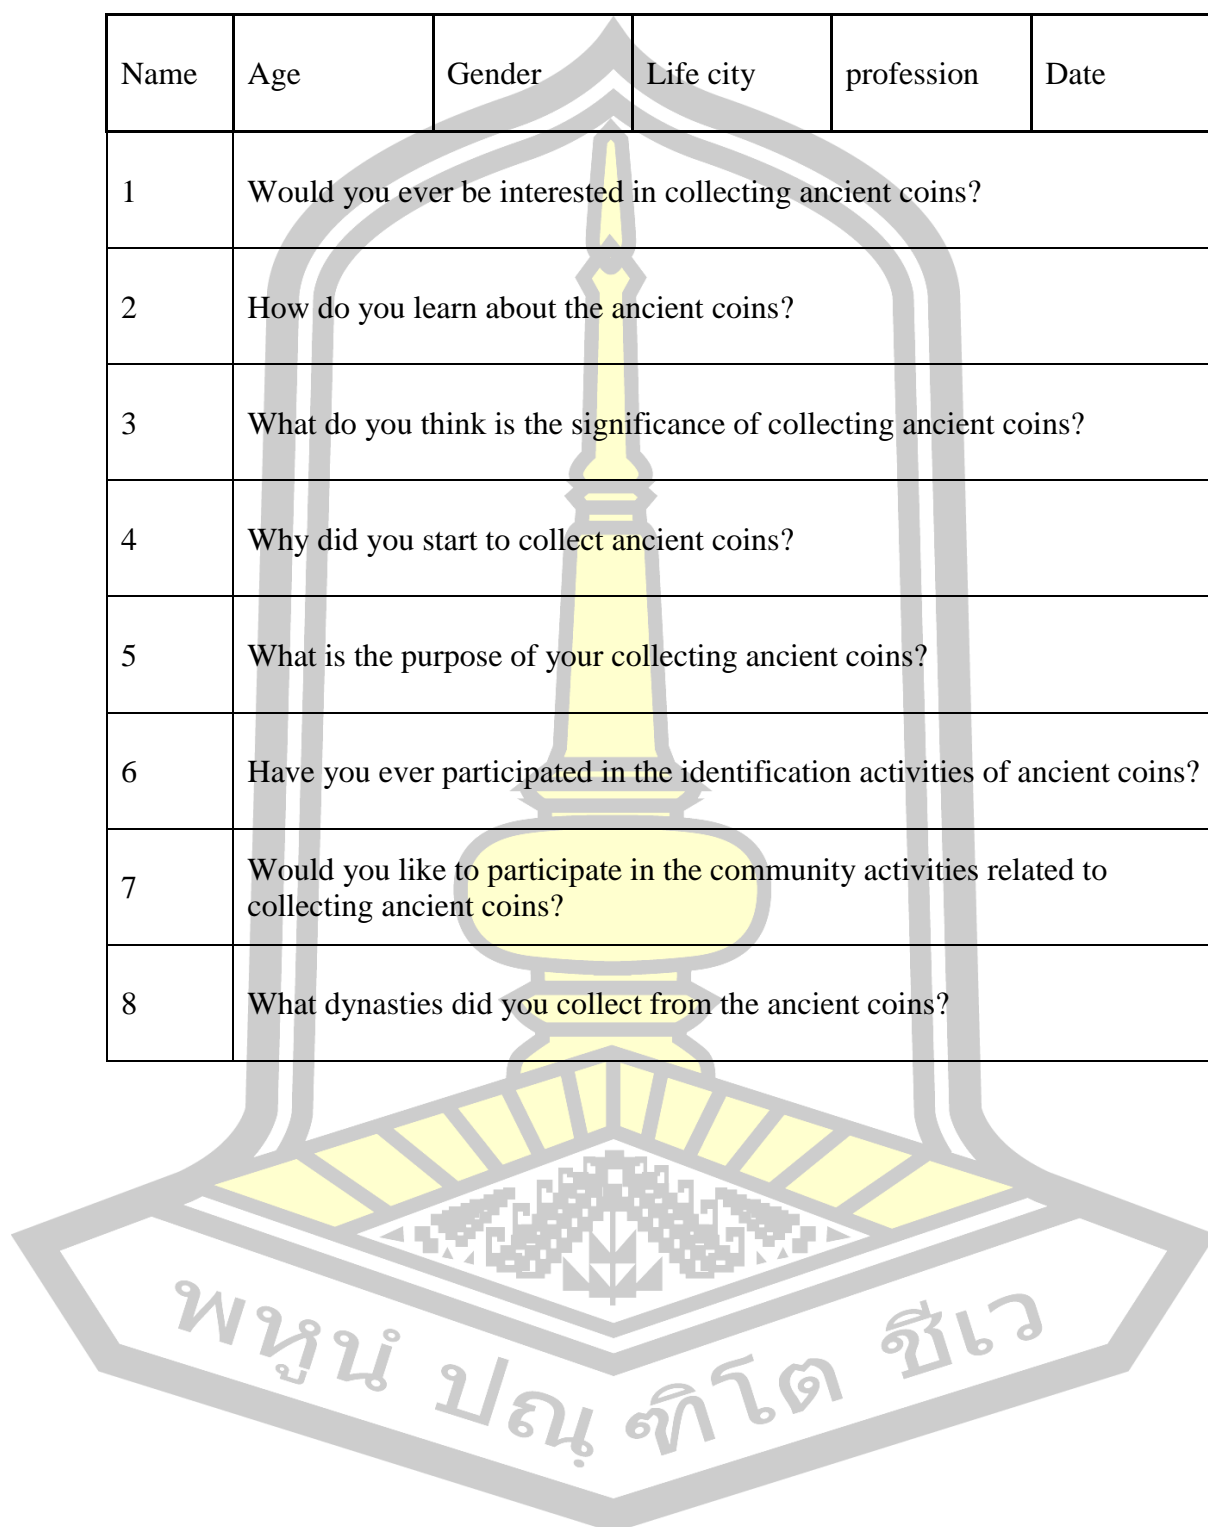 Name Age Gender Life city profession Date
1 Would you ever be interested in collecting ancient coins?
2 How do you learn about the ancient coins?
3 What do you think is the significance of collecting ancient coins?
4 Why did you start to collect ancient coins?
5 What is the purpose of your collecting ancient coins?
6 Have you ever participated in the identification activities of ancient coins?
7 Would you like to participate in the community activities related to
collecting ancient coins?
8 What dynasties did you collect from the ancient coins?
พหูนํ ปณฺฑิโต ชีเว